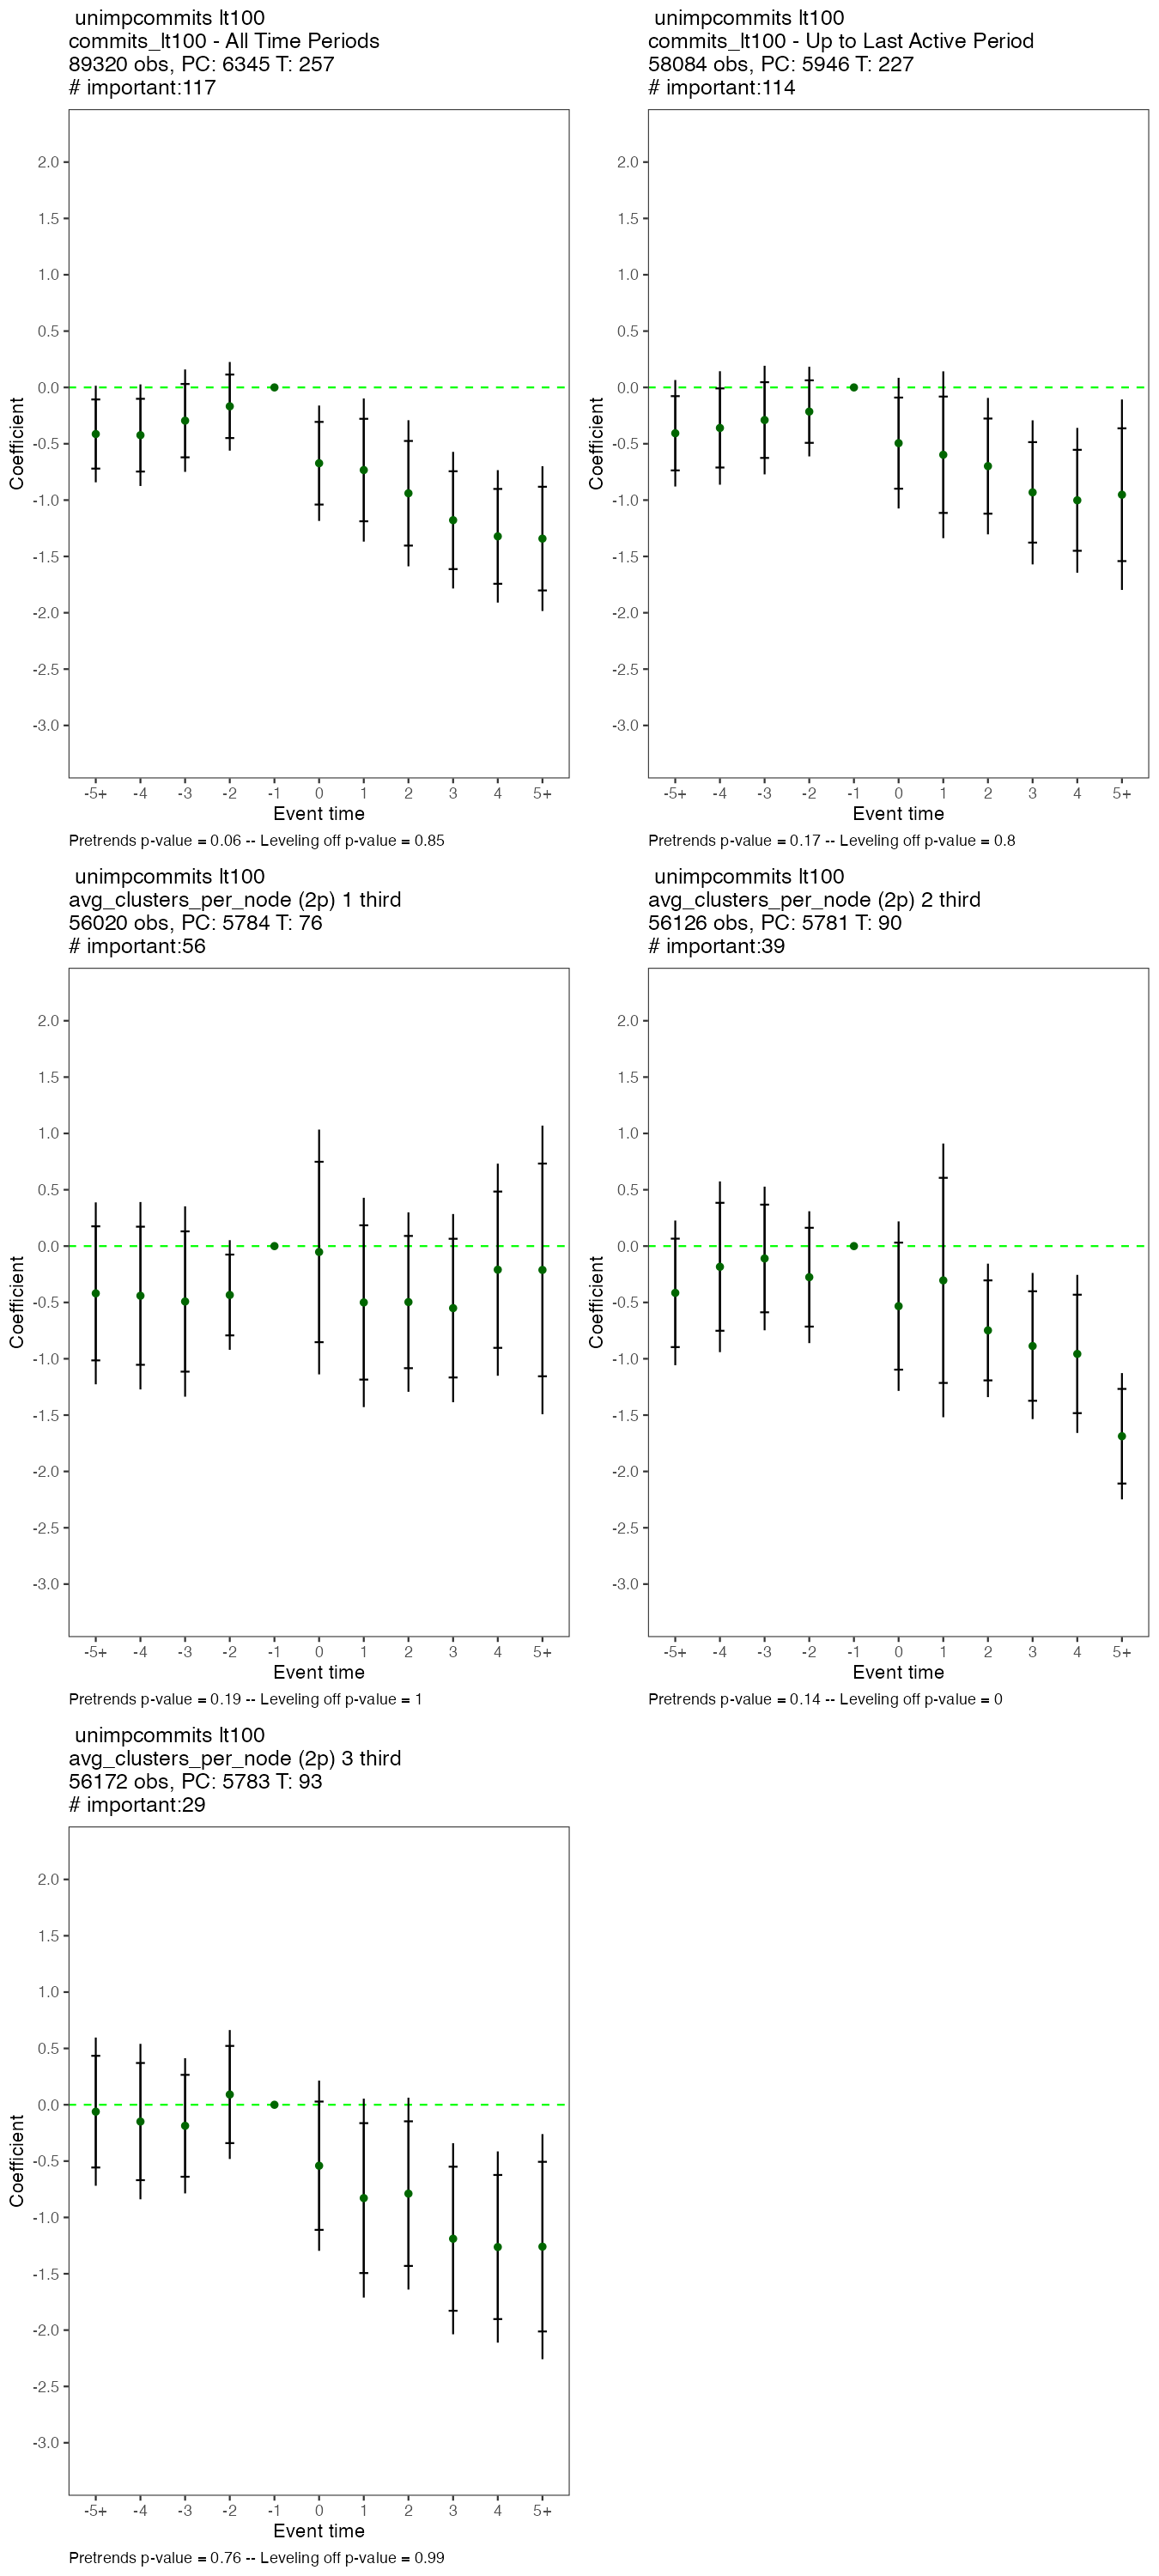 unimpcommits lt100
commits_lt100 - All Time Periods
89320 obs, PC: 6345 T: 257
# important:117
2.0
1.5
1.0
0.5
0.0
-0.5
-1.0
-1.5
-2.0
-2.5
-3.0
Coefficient
-5+ -4 -3 -2 -1 0 1 2 3 4 5+
Event time
Pretrends p-value = 0.06 -- Leveling off p-value = 0.85
unimpcommits lt100
commits_lt100 - Up to Last Active Period
58084 obs, PC: 5946 T: 227
# important:114
2.0
1.5
1.0
0.5
0.0
-0.5
-1.0
-1.5
-2.0
-2.5
-3.0
Coefficient
-5+ -4 -3 -2 -1 0 1 2 3 4 5+
Event time
Pretrends p-value = 0.17 -- Leveling off p-value = 0.8
unimpcommits lt100
avg_clusters_per_node (2p) 1 third
56020 obs, PC: 5784 T: 76
# important:56
2.0
1.5
1.0
0.5
0.0
-0.5
-1.0
-1.5
-2.0
-2.5
-3.0
Coefficient
-5+ -4 -3 -2 -1 0 1 2 3 4 5+
Event time
Pretrends p-value = 0.19 -- Leveling off p-value = 1
unimpcommits lt100
avg_clusters_per_node (2p) 2 third
56126 obs, PC: 5781 T: 90
# important:39
2.0
1.5
1.0
0.5
0.0
-0.5
-1.0
-1.5
-2.0
-2.5
-3.0
Coefficient
-5+ -4 -3 -2 -1 0 1 2 3 4 5+
Event time
Pretrends p-value = 0.14 -- Leveling off p-value = 0
unimpcommits lt100
avg_clusters_per_node (2p) 3 third
56172 obs, PC: 5783 T: 93
# important:29
2.0
1.5
1.0
0.5
0.0
-0.5
-1.0
-1.5
-2.0
-2.5
-3.0
Coefficient
-5+ -4 -3 -2 -1 0 1 2 3 4 5+
Event time
Pretrends p-value = 0.76 -- Leveling off p-value = 0.99